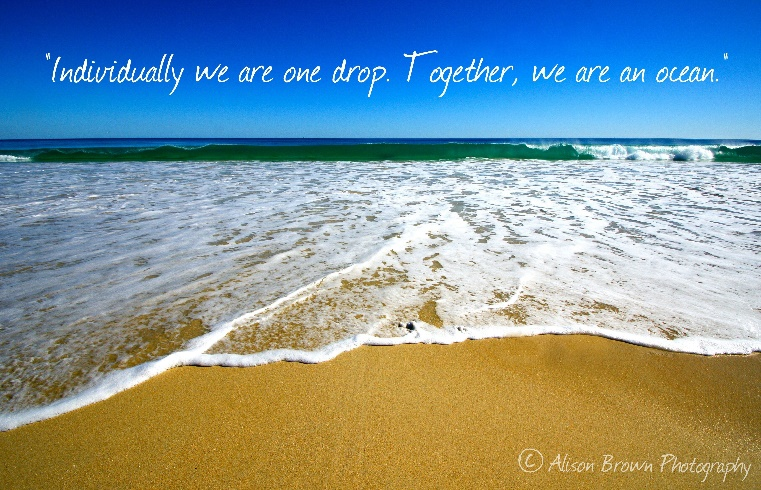 "Individually we are one drop. Together, we are an ocean."
© Alison Brown Photography